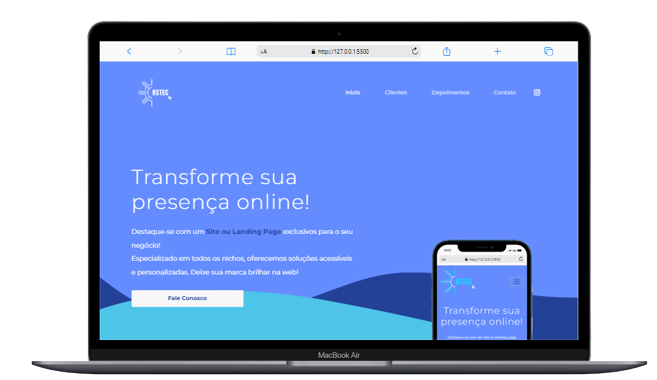 AA http://127.0.0.1:5500
BSTEC
Início Clientes Depoimentos Contato
Transforme sua
presença online!
Destaque-se com um Site ou Landing Page exclusivos para o seu
negócio!
Especializado em todos os nichos, oferecemos soluções acessíveis
e personalizadas. Deixe sua marca brilhar na web!
Fale Conosco
AA http://127.0.0.1:5500
BSTEC
Transforme sua
presença online!
Destaque-se com um site ou landing page
MacBook Air